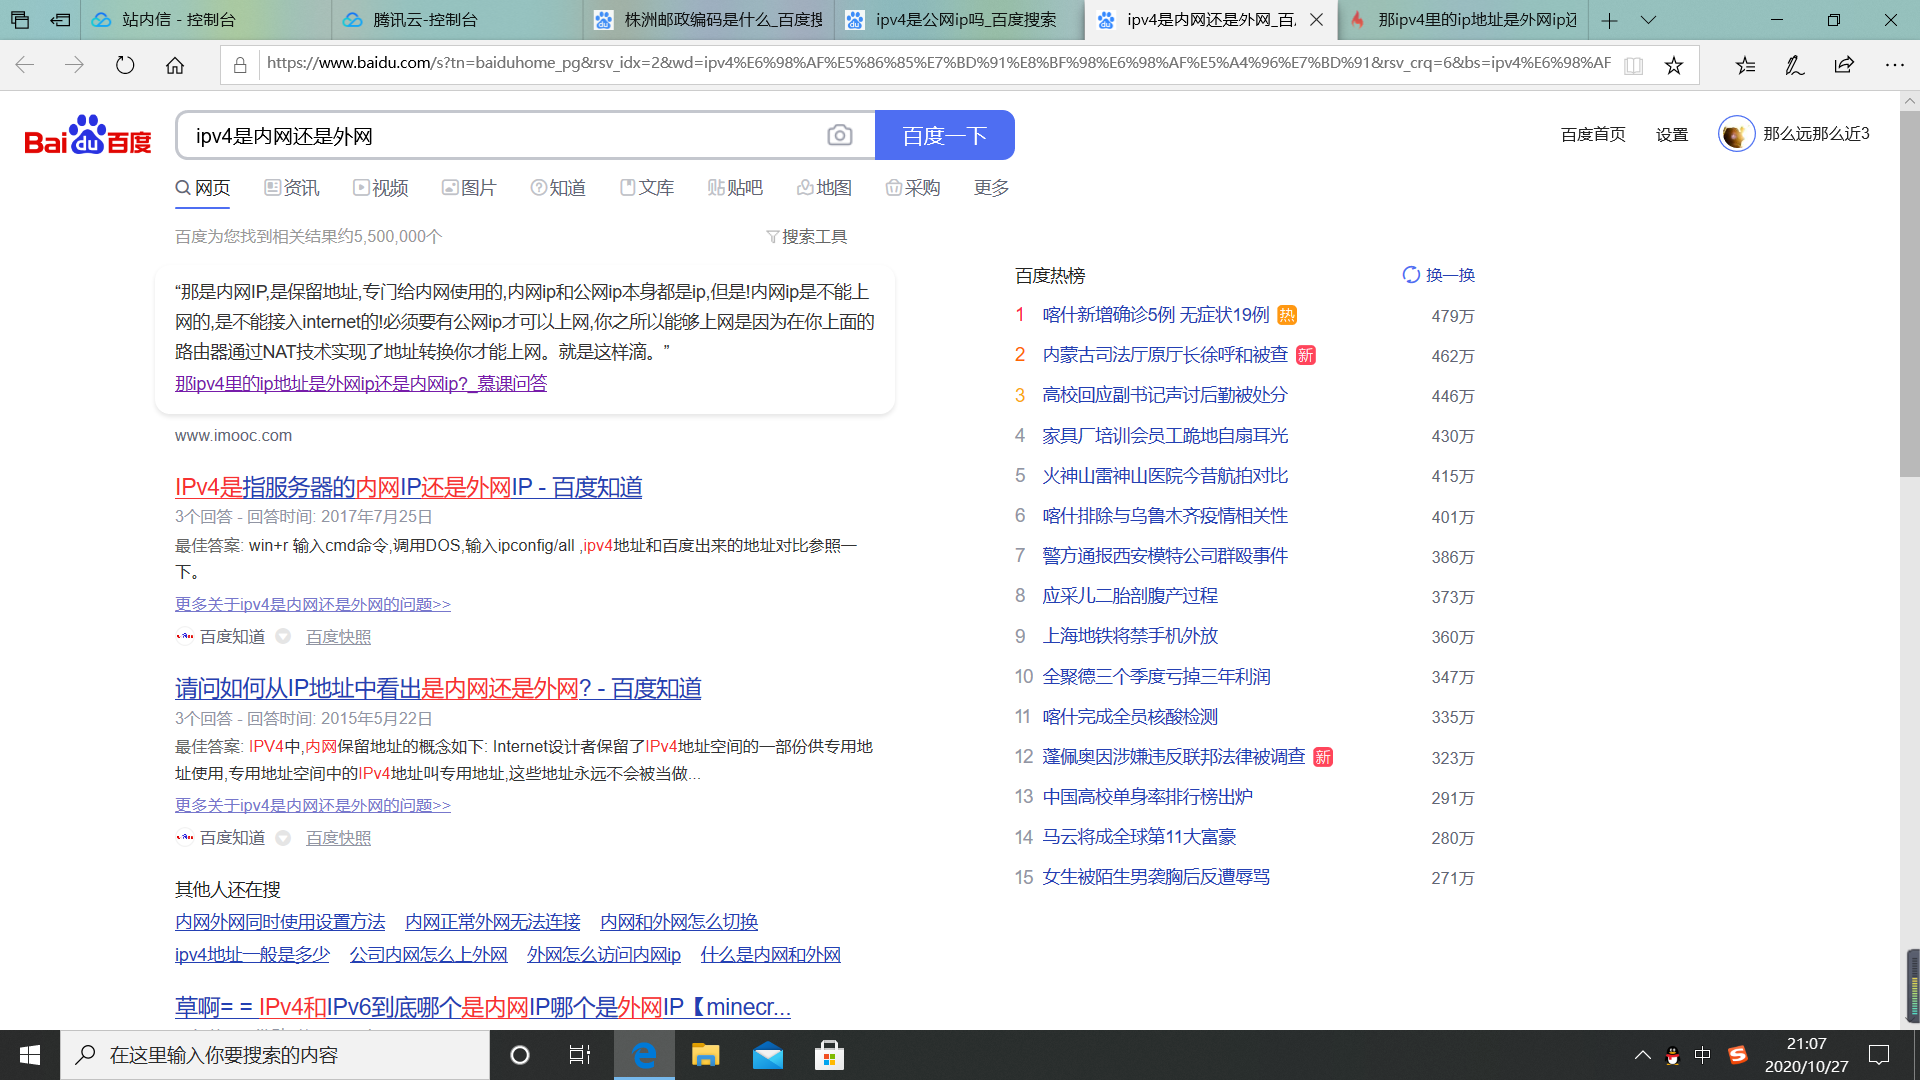 站内信 - 控制台
腾讯云-控制台
株洲邮政编码是什么_百度搜
ipv4是公网ip吗_百度搜索
ipv4是内网还是外网_百
那ipv4里的ip地址是外网ip还
https://www.baidu.com/s?tn=baiduhome_pg&rsv_idx=2&wd=ipv4%E6%98%AF%E5%86%85%E7%BD%91%E8%BF%98%E6%98%AF%E5%A4%96%E7%BD%91&rsv_crq=6&bs=ipv4%E6%98%AF
Bai du 百度
ipv4是内网还是外网
百度一下
百度首页 设置 那么远那么近3
网页 资讯 视频 图片 知道 文库 贴吧 地图 采购 更多
百度为您找到相关结果约5,500,000个
搜索工具
“那是内网IP,是保留地址,专门给内网使用的,内网ip和公网ip本身都是ip,但是!内网ip是不能上
网的,是不能接入internet的!必须要有公网ip才可以上网,你之所以能够上网是因为在你上面的
路由器通过NAT技术实现了地址转换你才能上网。就是这样滴。”
那ipv4里的ip地址是外网ip还是内网ip?_慕课问答
www.imooc.com
IPv4是指服务器的内网IP还是外网IP - 百度知道
3个回答 - 回答时间: 2017年7月25日
最佳答案: win+r 输入cmd命令,调用DOS,输入ipconfig/all ,ipv4地址和百度出来的地址对比参照一
下。
更多关于ipv4是内网还是外网的问题>>
百度知道 百度快照
请问如何从IP地址中看出是内网还是外网? - 百度知道
3个回答 - 回答时间: 2015年5月22日
最佳答案: IPV4中,内网保留地址的概念如下: Internet设计者保留了IPv4地址空间的一部份供专用地
址使用,专用地址空间中的IPv4地址叫专用地址,这些地址永远不会被当做...
更多关于ipv4是内网还是外网的问题>>
百度知道 百度快照
其他人还在搜
内网外网同时使用设置方法 内网正常外网无法连接 内网和外网怎么切换
ipv4地址一般是多少 公司内网怎么上外网 外网怎么访问内网ip 什么是内网和外网
草啊= = IPv4和IPv6到底哪个是内网IP哪个是外网IP【minecr...
百度热榜 换一换
1 喀什新增确诊5例 无症状19例 热 479万
2 内蒙古司法厅原厅长徐呼和被查 新 462万
3 高校回应副书记声讨后勤被处分 446万
4 家具厂培训会员工跪地自扇耳光 430万
5 火神山雷神山医院今昔航拍对比 415万
6 喀什排除与乌鲁木齐疫情相关性 401万
7 警方通报西安模特公司群殴事件 386万
8 应采儿二胎剖腹产过程 373万
9 上海地铁将禁手机外放 360万
10 全聚德三个季度亏掉三年利润 347万
11 喀什完成全员核酸检测 335万
12 蓬佩奥因涉嫌违反联邦法律被调查 新 323万
13 中国高校单身率排行榜出炉 291万
14 马云将成全球第11大富豪 280万
15 女生被陌生男袭胸后反遭辱骂 271万
在这里输入你要搜索的内容
中
21:07
2020/10/27